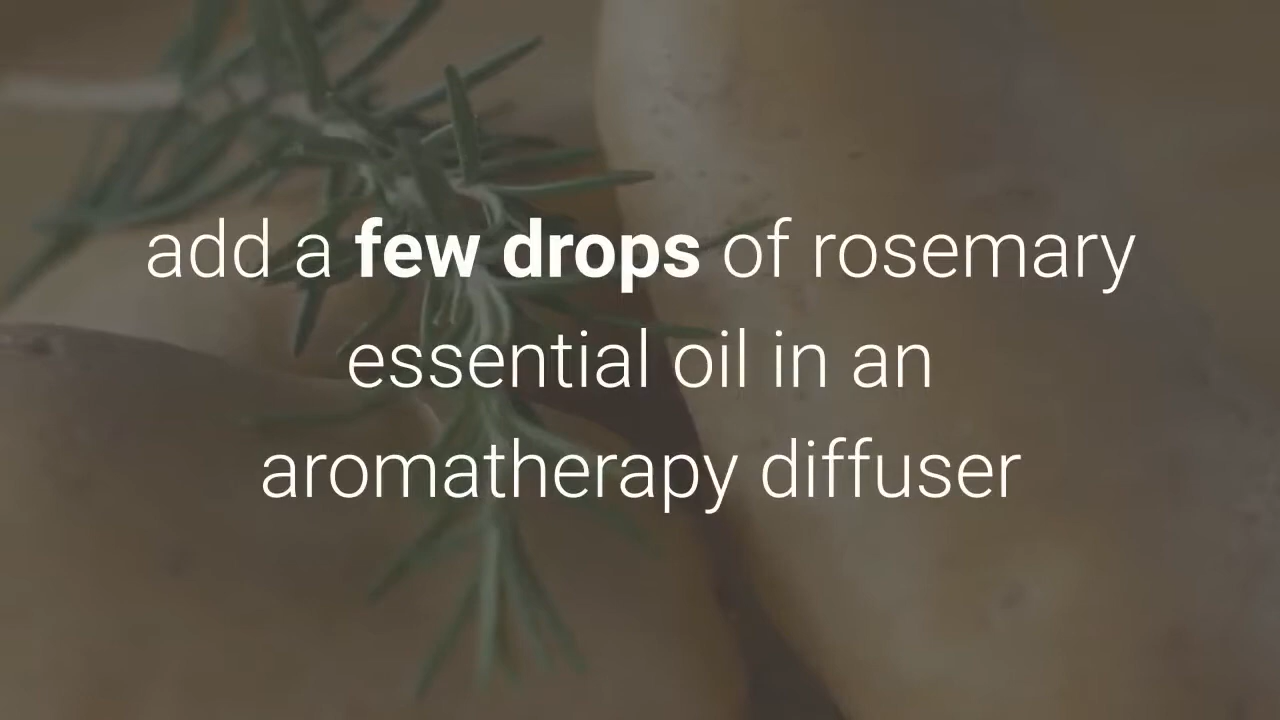 add a few drops of rosemary
essential oil in an
aromatherapy diffuser